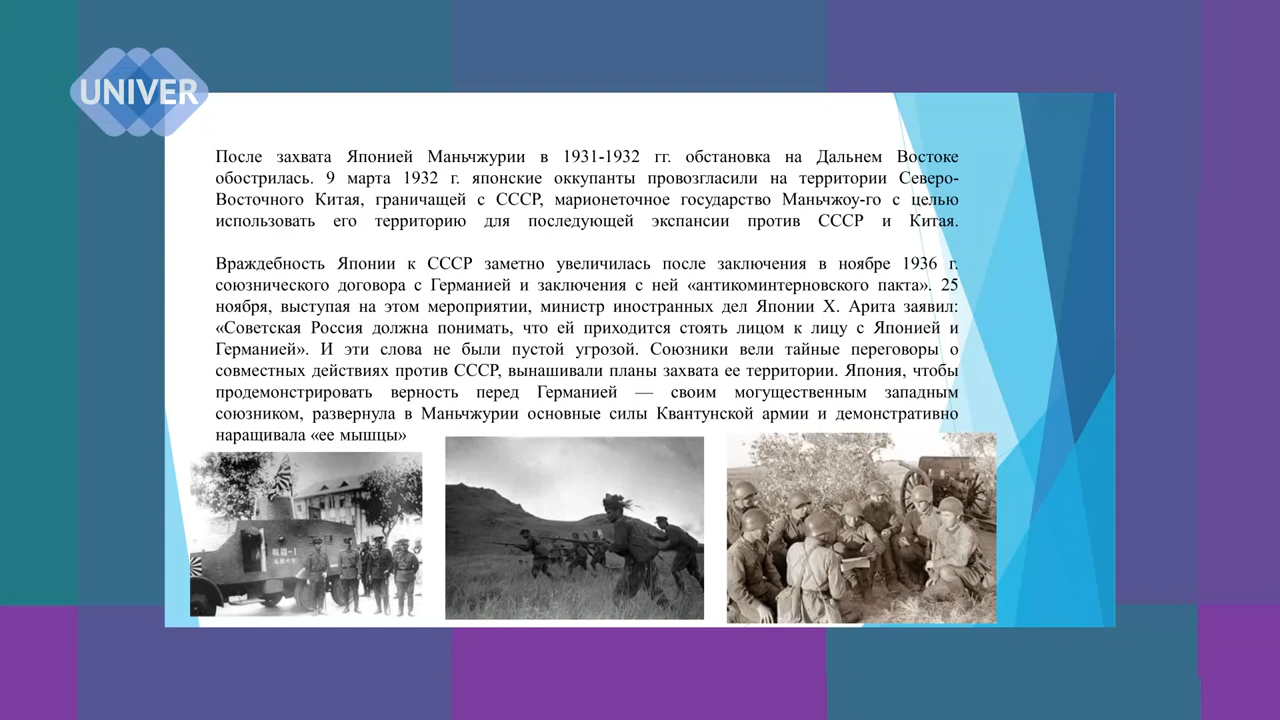 UNIVER
После захвата Японией Маньчжурии в 1931-1932 гг. обстановка на Дальнем Востоке
обострилась. 9 марта 1932 г. японские оккупанты провозгласили на территории Северо-
Восточного Китая, граничащей с СССР, марионеточное государство Маньчжоу-го с целью
использовать его территорию для последующей экспансии против СССР и Китая.
Враждебность Японии к СССР заметно увеличилась после заключения в ноябре 1936 г.
союзнического договора с Германией и заключения с ней «антикоминтерновского пакта». 25
ноября, выступая на этом мероприятии, министр иностранных дел Японии Х. Арита заявил:
«Советская Россия должна понимать, что ей приходится стоять лицом к лицу с Японией и
Германией». И эти слова не были пустой угрозой. Союзники вели тайные переговоры о
совместных действиях против СССР, вынашивали планы захвата ее территории. Япония, чтобы
продемонстрировать верность перед Германией — своим могущественным западным
союзником, развернула в Маньчжурии основные силы Квантунской армии и демонстративно
наращивала «ее мышцы»